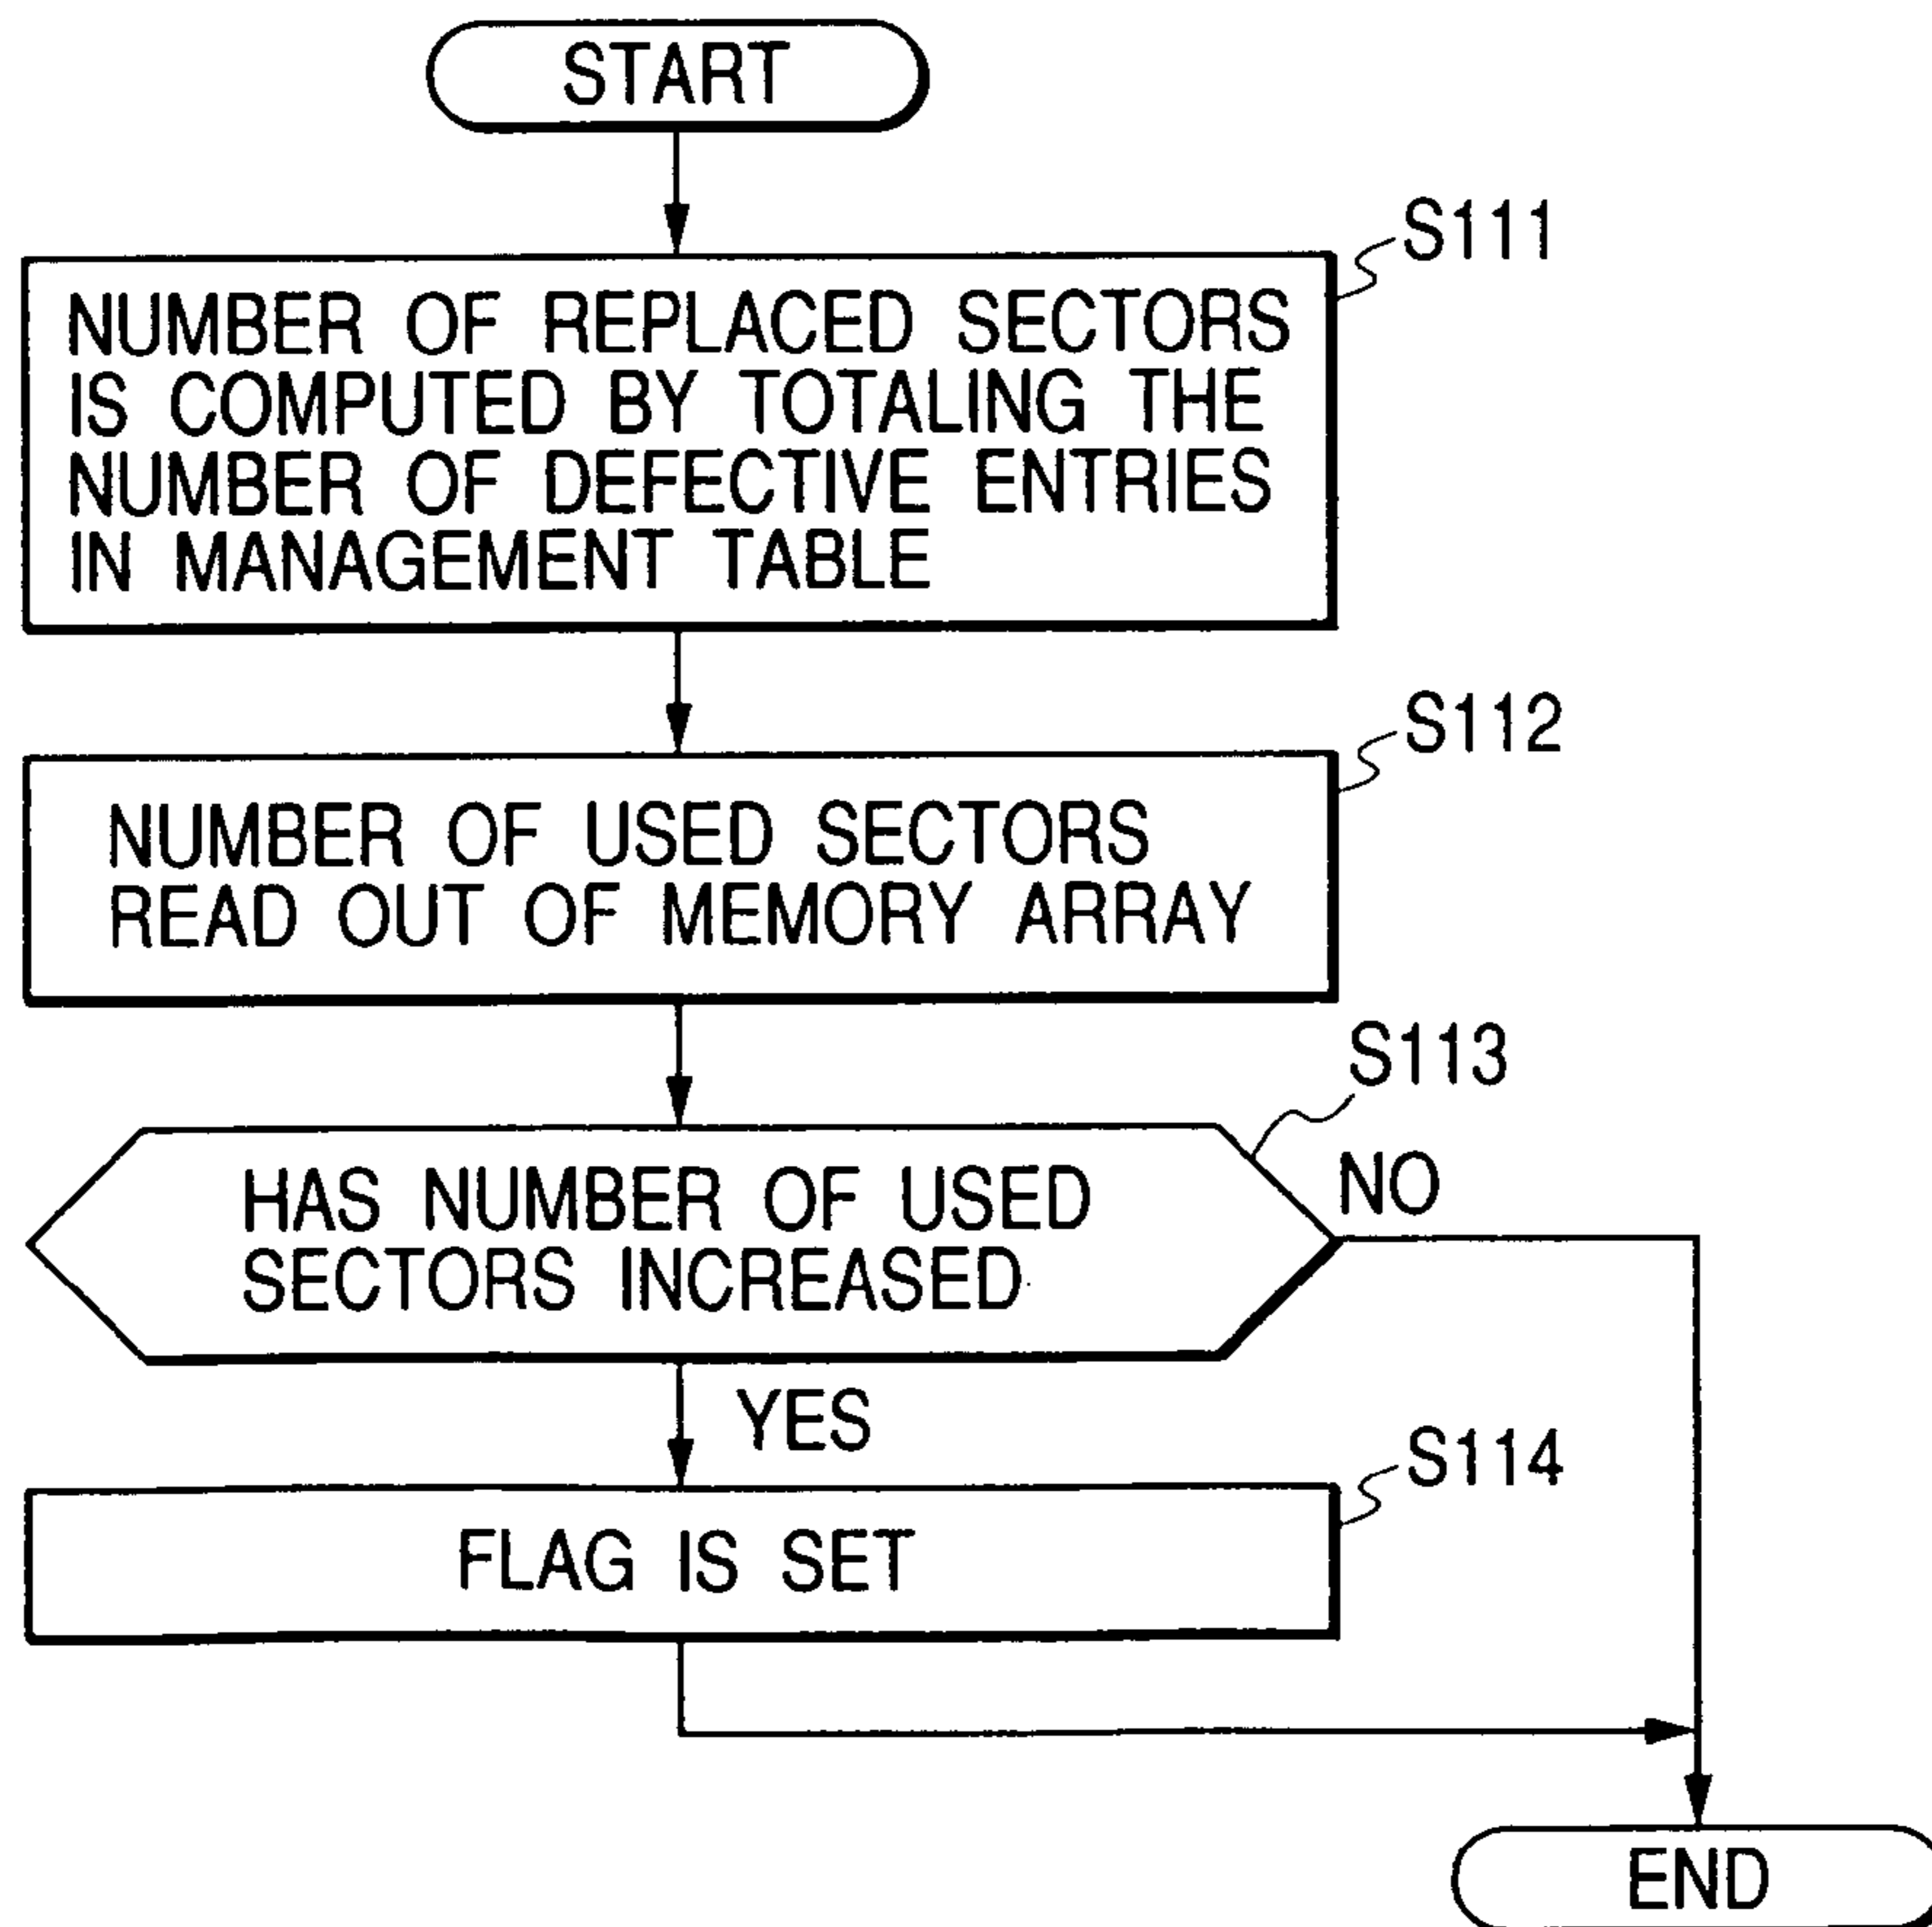 START
S111
NUMBER OF REPLACED SECTORS
IS COMPUTED BY TOTALING THE
NUMBER OF DEFECTIVE ENTRIES
IN MANAGEMENT TABLE
S112
NUMBER OF USED SECTORS
READ OUT OF MEMORY ARRAY
S113
HAS NUMBER OF USED
SECTORS INCREASED
NO
YES
S114
FLAG IS SET
END